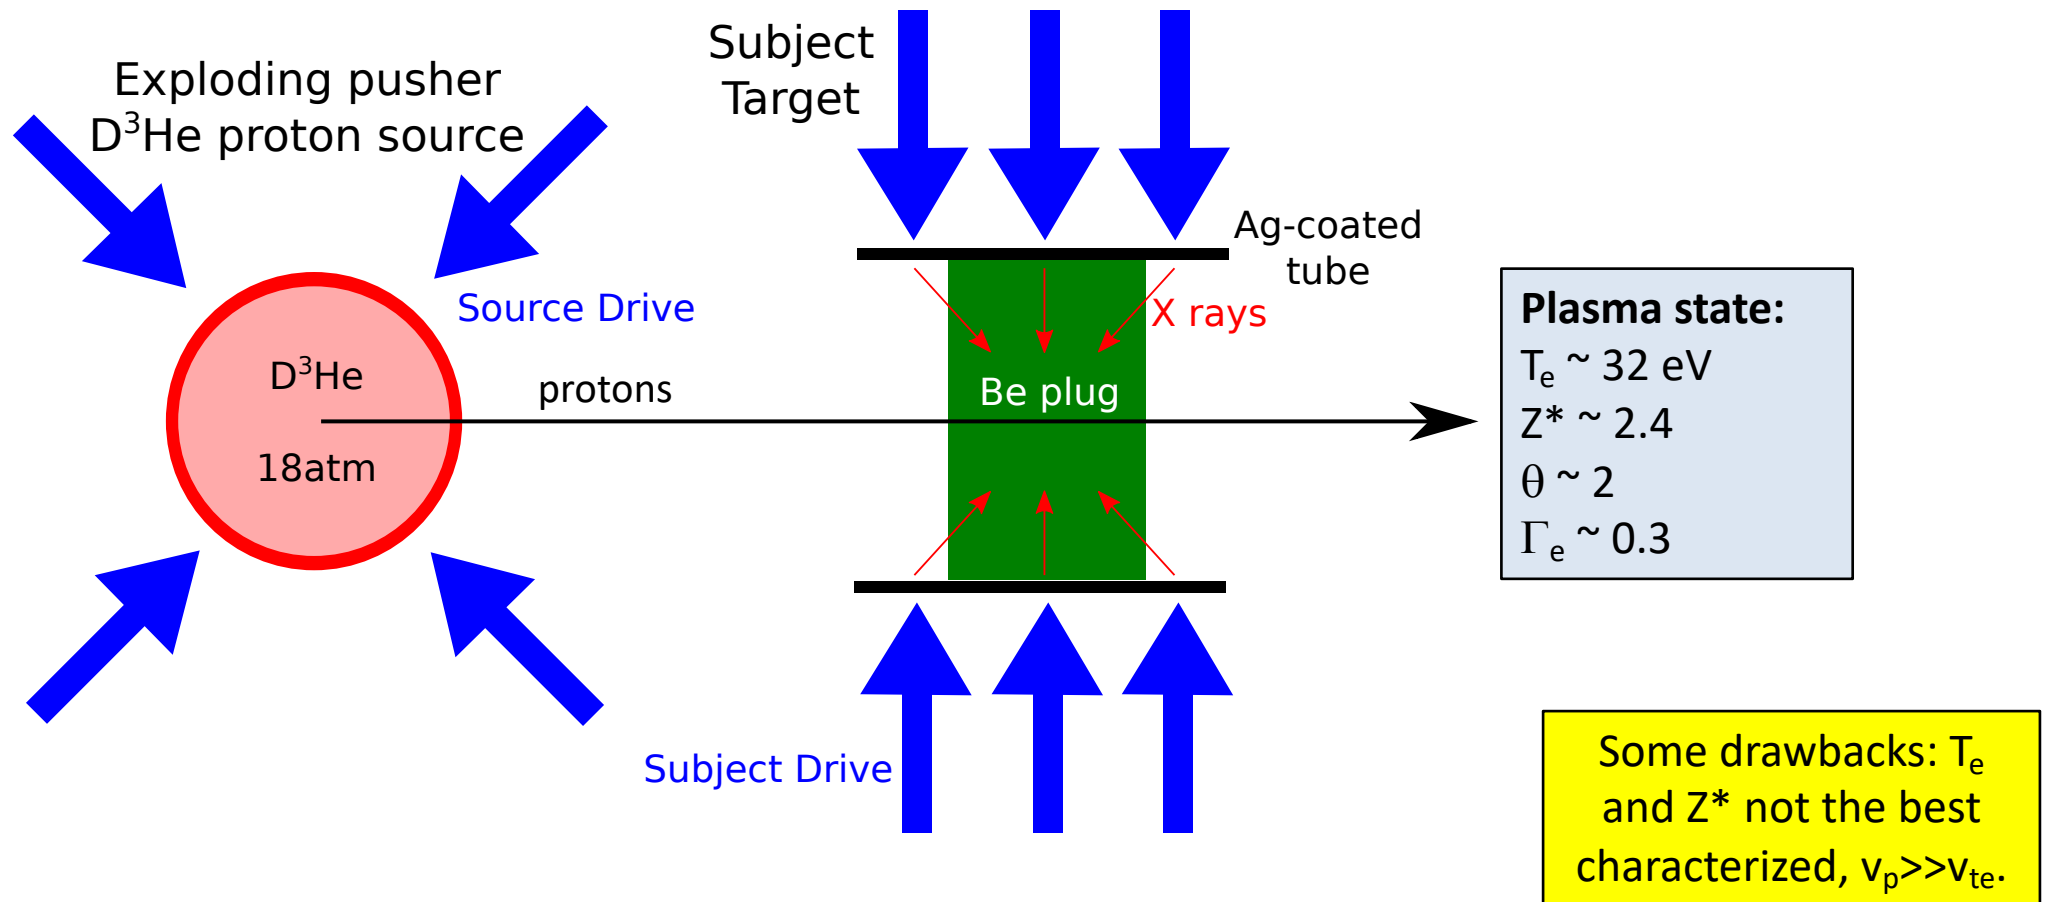 Exploding pusher
D³He proton source
Source Drive
D³He
18atm
protons
Subject
Target
Ag-coated
tube
X rays
Be plug
Subject Drive
Plasma state:
Tₑ ~ 32 eV
Z* ~ 2.4
θ ~ 2
Γₑ ~ 0.3
Some drawbacks: Tₑ
and Z* not the best
characterized, vₚ>>vₜₑ.